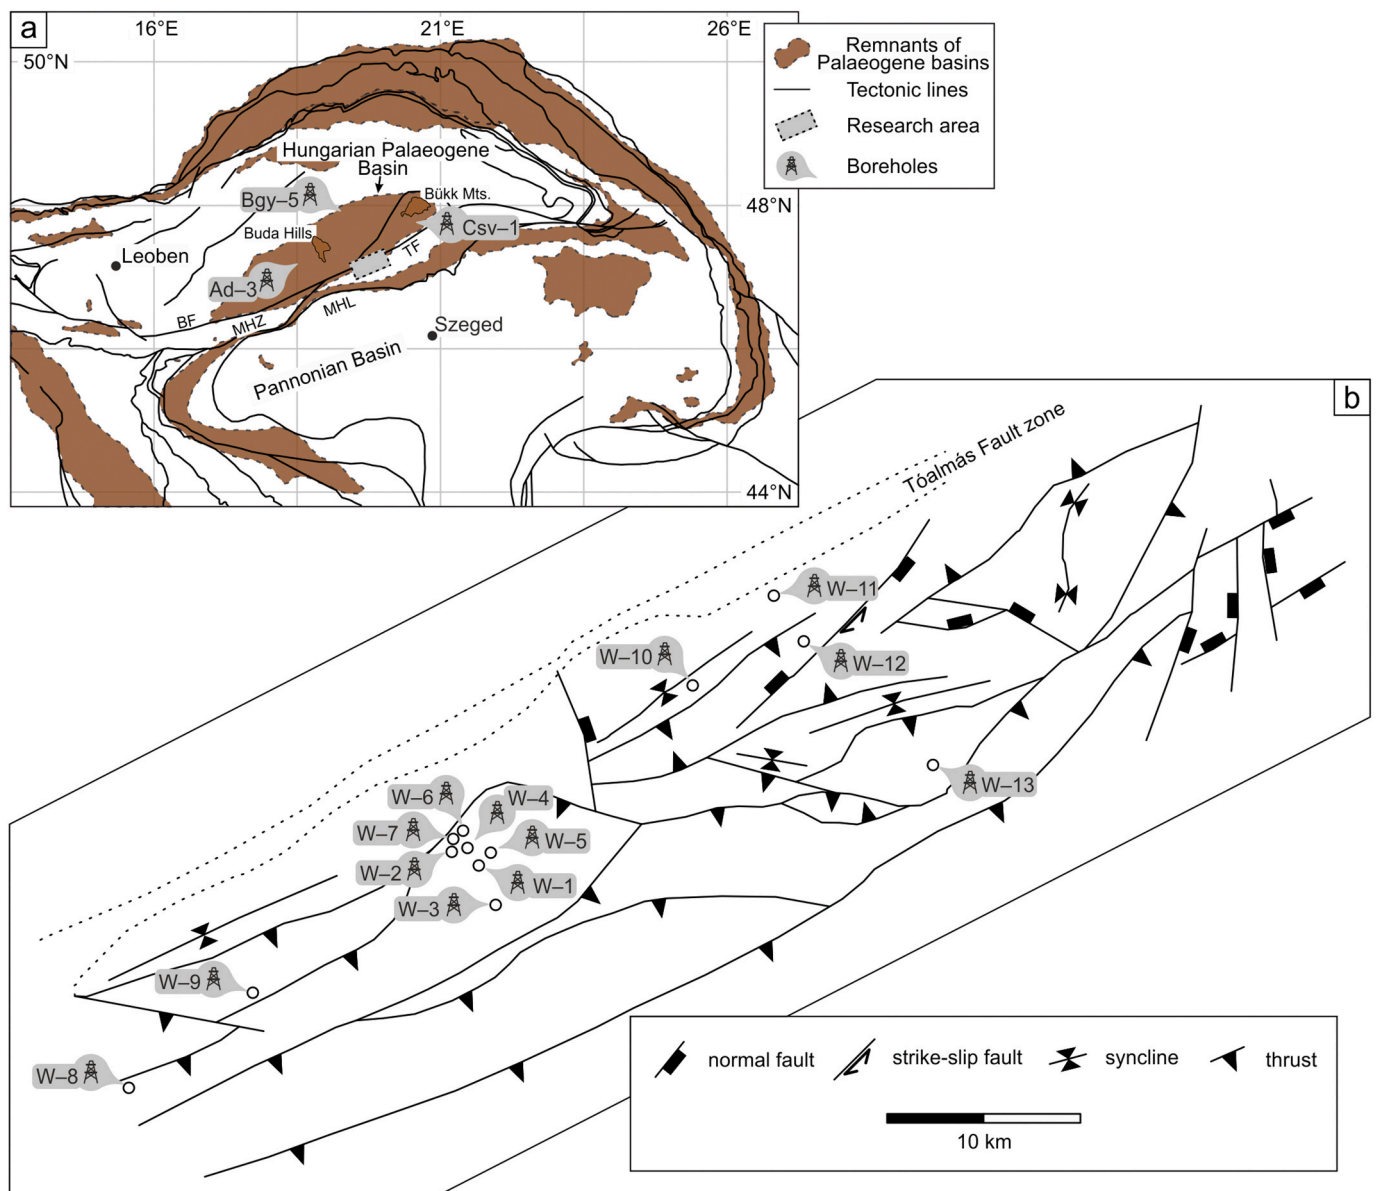 a
16°E
21°E
26°E
50°N
Remnants of
Palaeogene basins
Tectonic lines
Research area
Boreholes
Hungarian Palaeogene
Basin
Bgy–5
Bükk Mts.
48°N
Csv–1
Buda Hills
TF
Leoben
Ad–3
BF
MHZ
MHL
Szeged
Pannonian Basin
44°N
b
Tóalmás Fault zone
W–11
W–10
W–12
W–13
W–6
W–4
W–7
W–5
W–2
W–1
W–3
W–9
W–8
normal fault
strike-slip fault
syncline
thrust
10 km